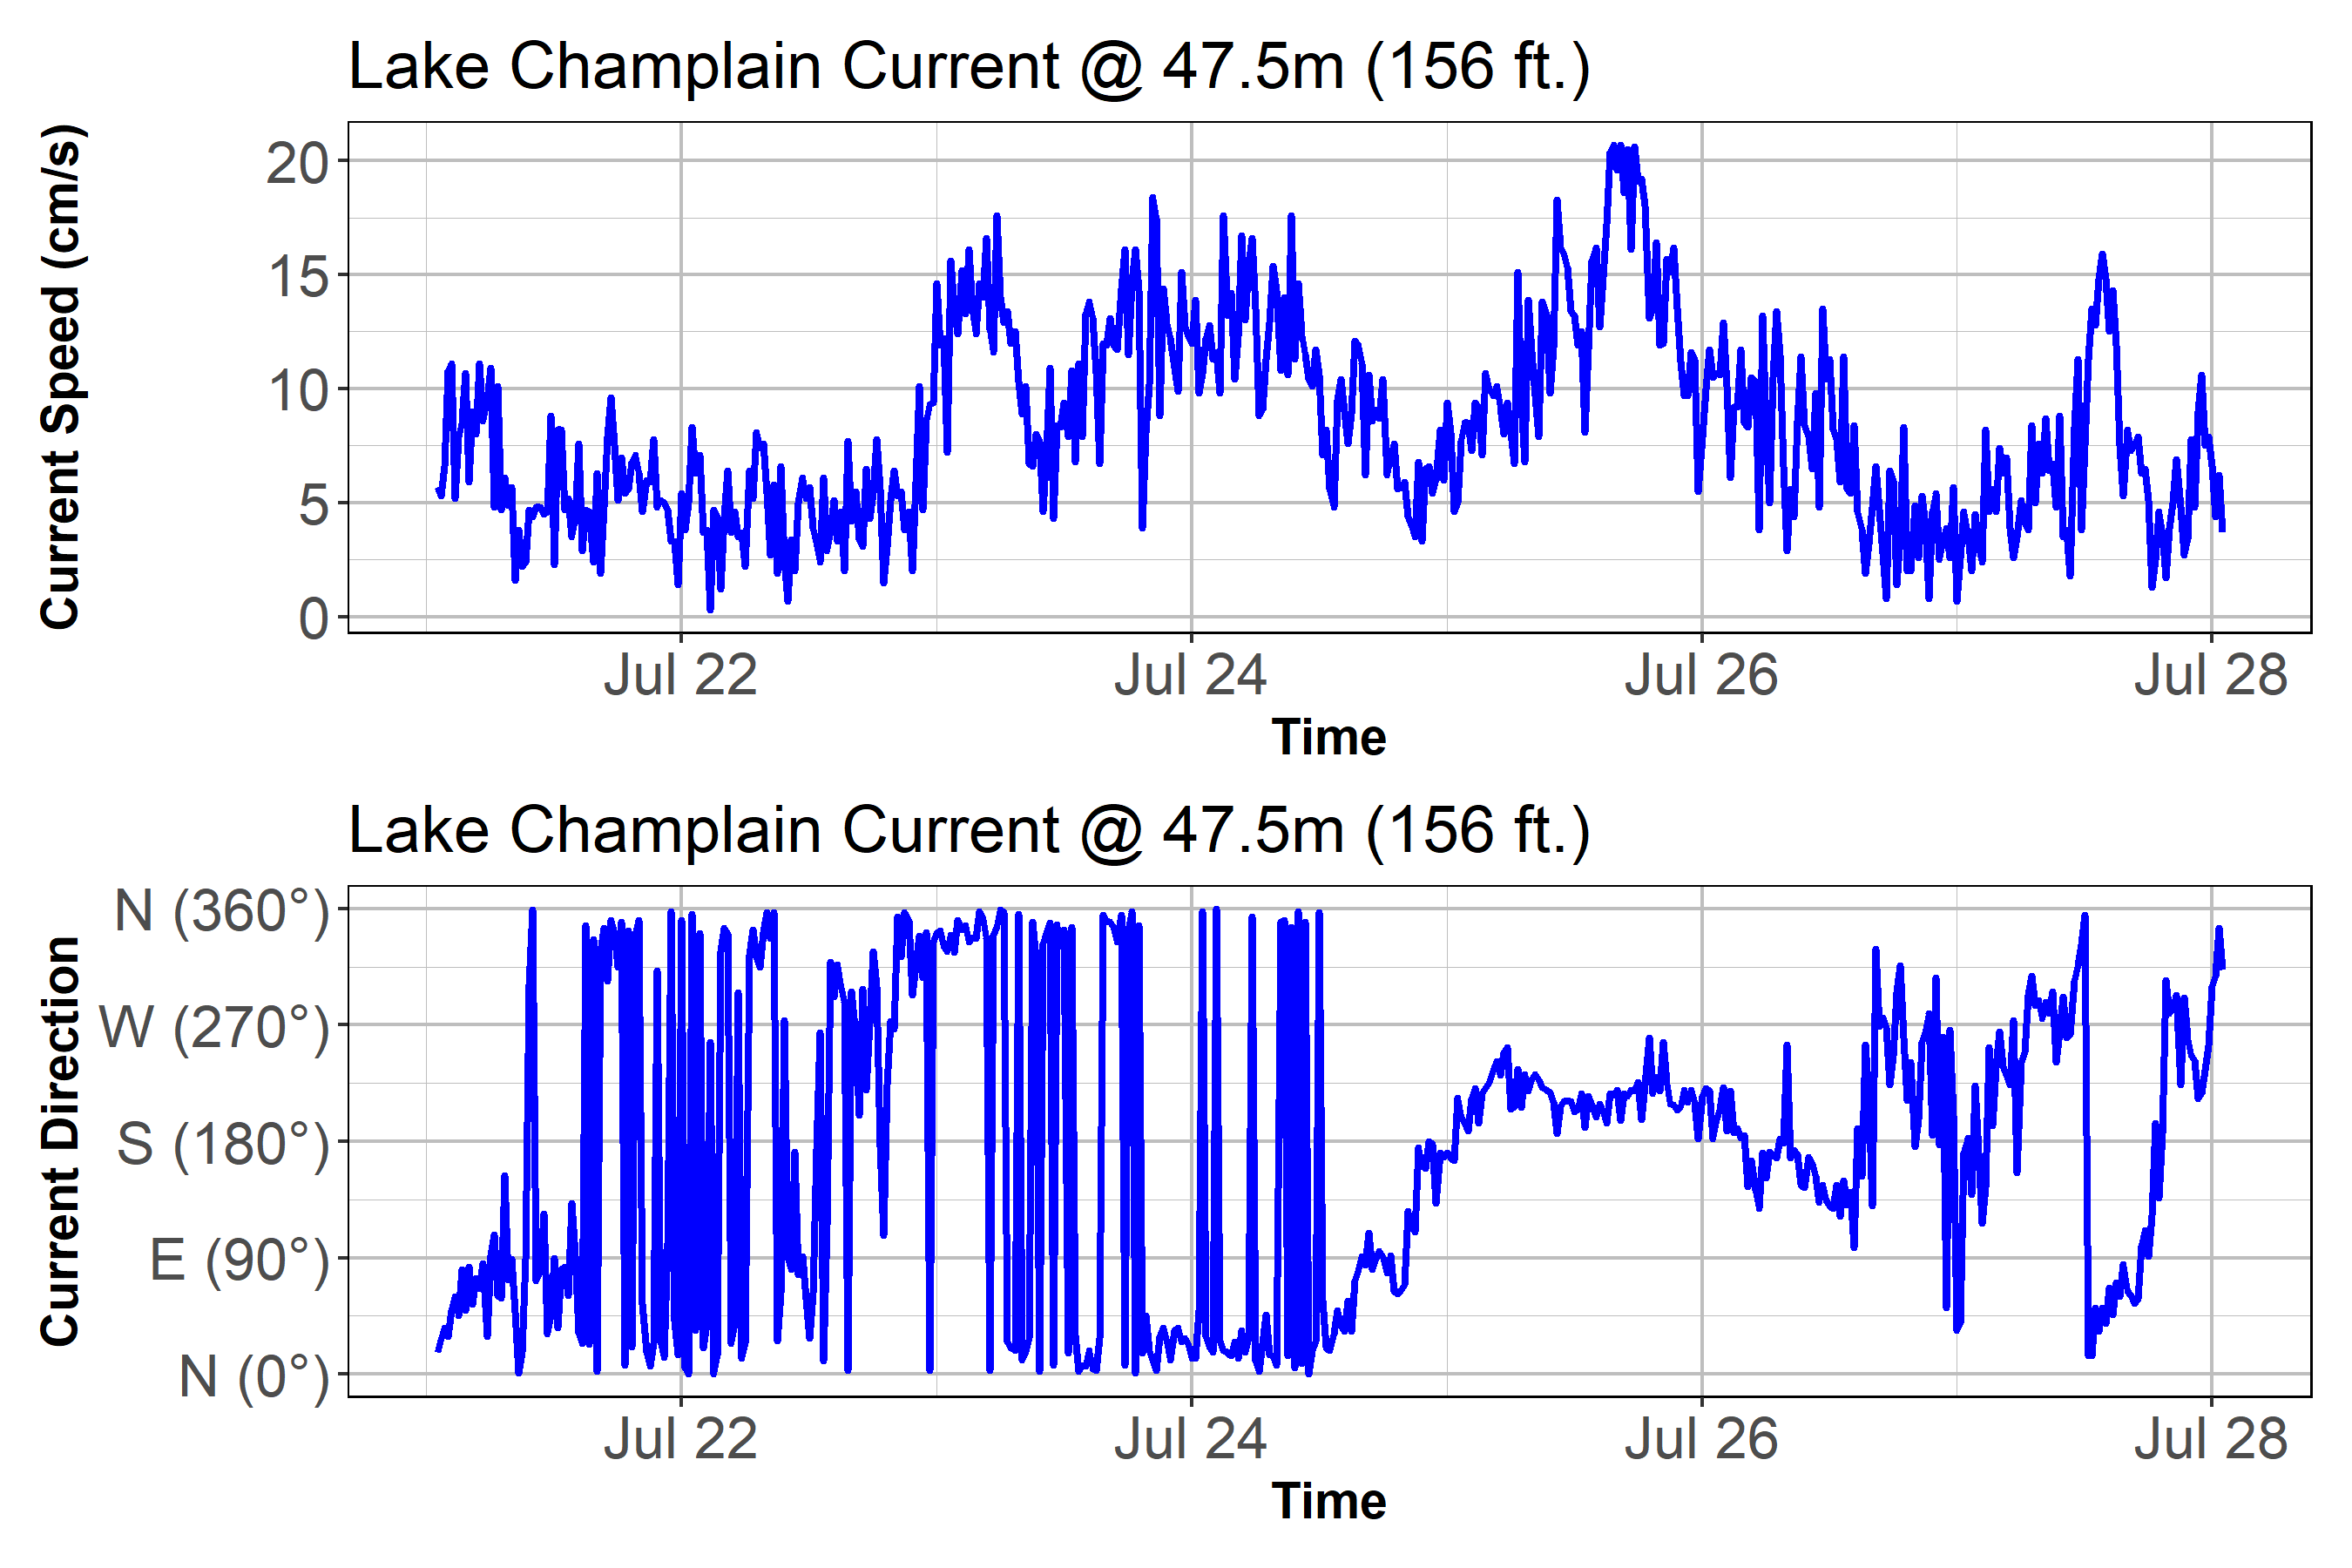 Lake Champlain Current @ 47.5m (156 ft.)
Current Speed (cm/s)
20
15
10
5
0
Jul 22 Jul 24 Jul 26 Jul 28
Time
Lake Champlain Current @ 47.5m (156 ft.)
Current Direction
N (360°)
W (270°)
S (180°)
E (90°)
N (0°)
Jul 22 Jul 24 Jul 26 Jul 28
Time